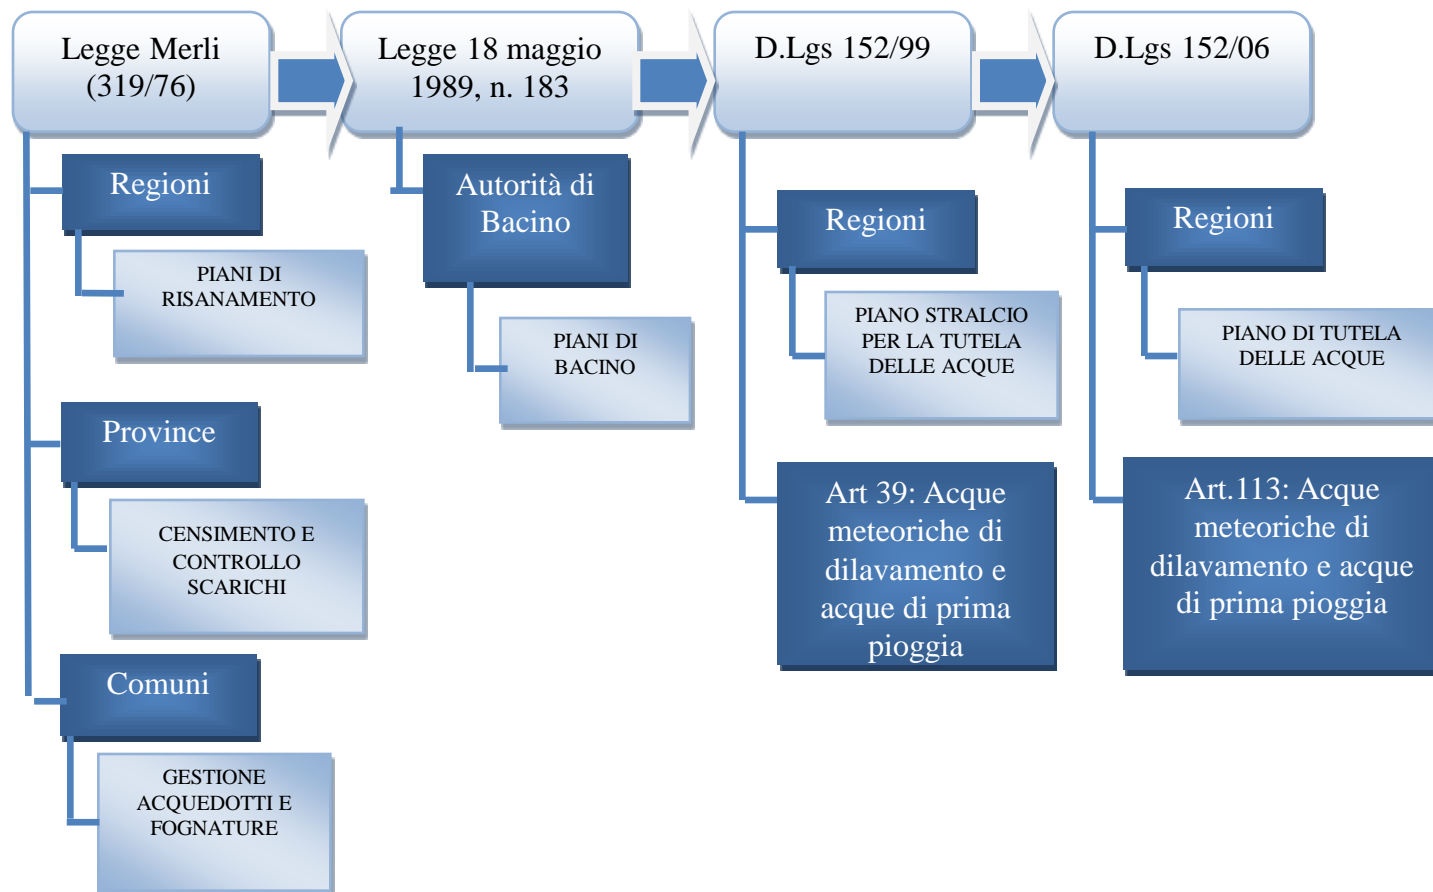 Legge Merli
(319/76)
Legge 18 maggio
1989, n. 183
D.Lgs 152/99
D.Lgs 152/06
Regioni
PIANI DI
RISANAMENTO
Province
CENSIMENTO E
CONTROLLO
SCARICHI
Comuni
GESTIONE
ACQUEDOTTI E
FOGNATURE
Autorità di
Bacino
PIANI DI
BACINO
Regioni
PIANO STRALCIO
PER LA TUTELA
DELLE ACQUE
Art 39: Acque
meteoriche di
dilavamento e
acque di prima
pioggia
Regioni
PIANO DI TUTELA
DELLE ACQUE
Art.113: Acque
meteoriche di
dilavamento e acque
di prima pioggia